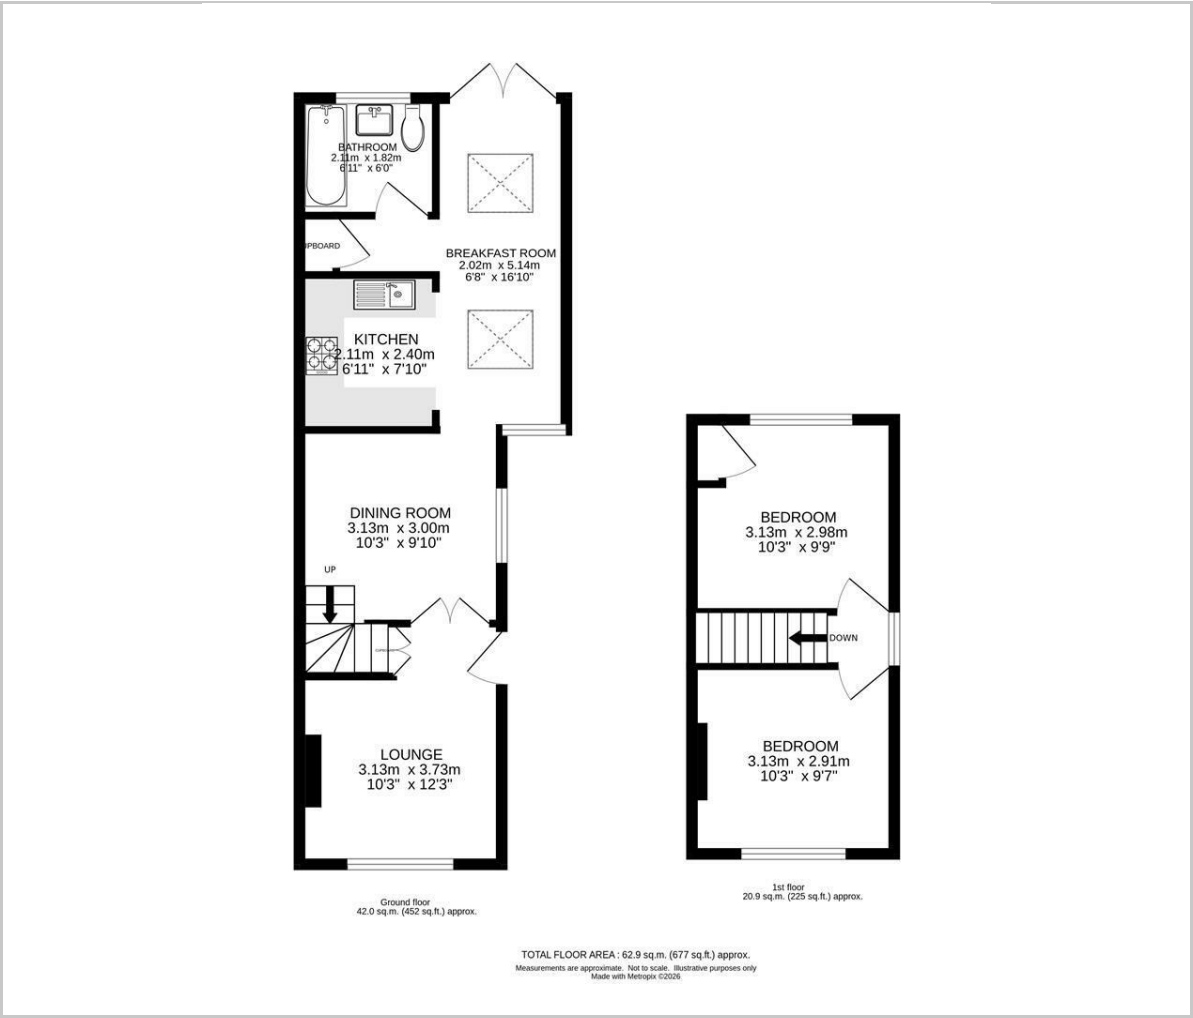 BATHROOM
2.11m x 1.82m
6'11" x 6'0"
UPBOARD
BREAKFAST ROOM
2.02m x 5.14m
6'8" x 16'10"
KITCHEN
2.11m x 2.40m
6'11" x 7'10"
DINING ROOM
3.13m x 3.00m
10'3" x 9'10"
UP
LOUNGE
3.13m x 3.73m
10'3" x 12'3"
Ground floor
42.0 sq.m. (452 sq.ft.) approx.
BEDROOM
3.13m x 2.98m
10'3" x 9'9"
DOWN
BEDROOM
3.13m x 2.91m
10'3" x 9'7"
1st floor
20.9 sq.m. (225 sq.ft.) approx.
TOTAL FLOOR AREA : 62.9 sq.m. (677 sq.ft.) approx.
Measurements are approximate. Not to scale. Illustrative purposes only
Made with Metropix ©2026